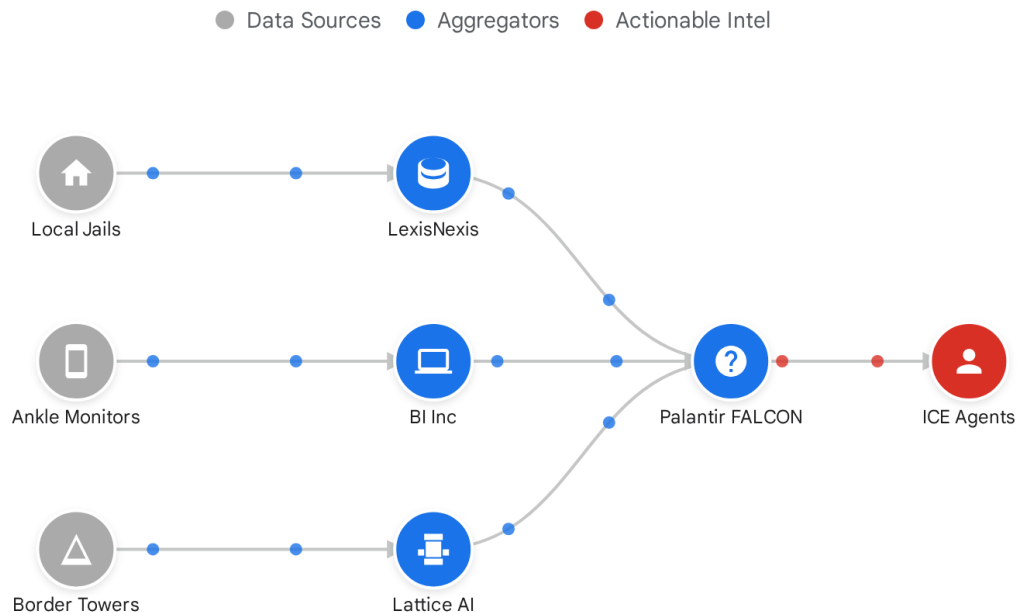 Data Sources Aggregators Actionable Intel
Local Jails LexisNexis
?
Ankle Monitors BI Inc Palantir FALCON ICE Agents
Border Towers Lattice AI